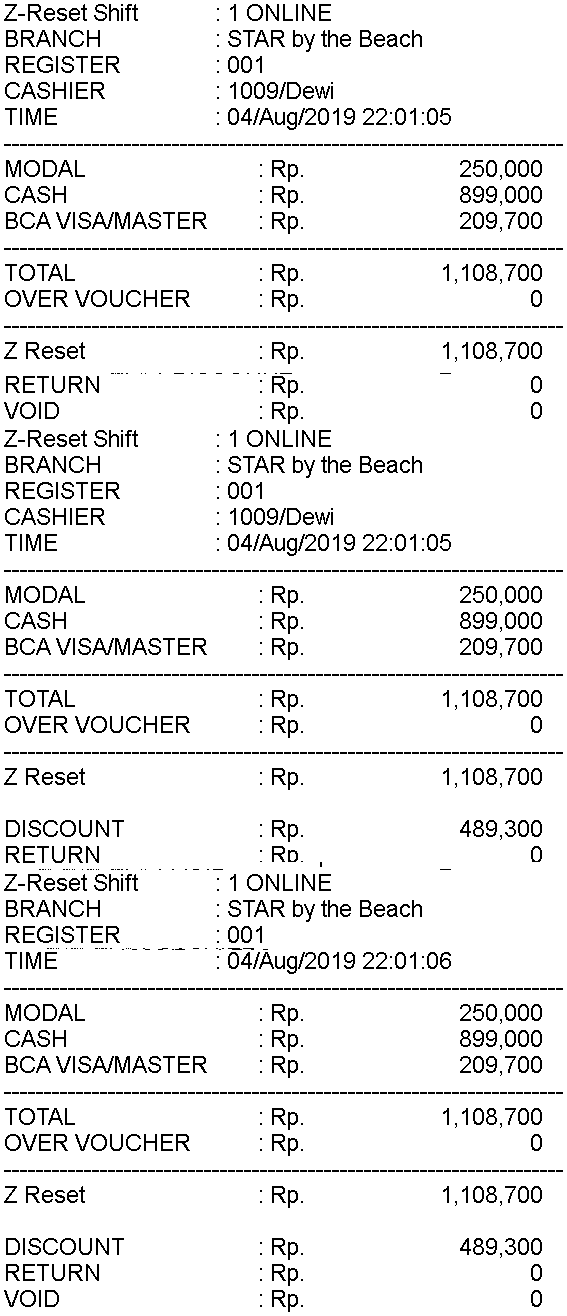 Z-Reset Shift : 1 ONLINE
BRANCH : STAR by the Beach
REGISTER : 001
CASHIER : 1009/Dewi
TIME : 04/Aug/2019 22:01:05
--------------------------------------------------------------------------------
MODAL : Rp. 250,000
CASH : Rp. 899,000
BCA VISA/MASTER : Rp. 209,700
--------------------------------------------------------------------------------
TOTAL : Rp. 1,108,700
OVER VOUCHER : Rp. 0
--------------------------------------------------------------------------------
Z Reset : Rp. 1,108,700
RETURN : Rp. 0
VOID : Rp. 0
Z-Reset Shift : 1 ONLINE
BRANCH : STAR by the Beach
REGISTER : 001
CASHIER : 1009/Dewi
TIME : 04/Aug/2019 22:01:05
--------------------------------------------------------------------------------
MODAL : Rp. 250,000
CASH : Rp. 899,000
BCA VISA/MASTER : Rp. 209,700
--------------------------------------------------------------------------------
TOTAL : Rp. 1,108,700
OVER VOUCHER : Rp. 0
--------------------------------------------------------------------------------
Z Reset : Rp. 1,108,700
DISCOUNT : Rp. 489,300
RETURN : Rp. 0
Z-Reset Shift : 1 ONLINE
BRANCH : STAR by the Beach
REGISTER : 001
TIME : 04/Aug/2019 22:01:06
--------------------------------------------------------------------------------
MODAL : Rp. 250,000
CASH : Rp. 899,000
BCA VISA/MASTER : Rp. 209,700
--------------------------------------------------------------------------------
TOTAL : Rp. 1,108,700
OVER VOUCHER : Rp. 0
--------------------------------------------------------------------------------
Z Reset : Rp. 1,108,700
DISCOUNT : Rp. 489,300
RETURN : Rp. 0
VOID : Rp. 0